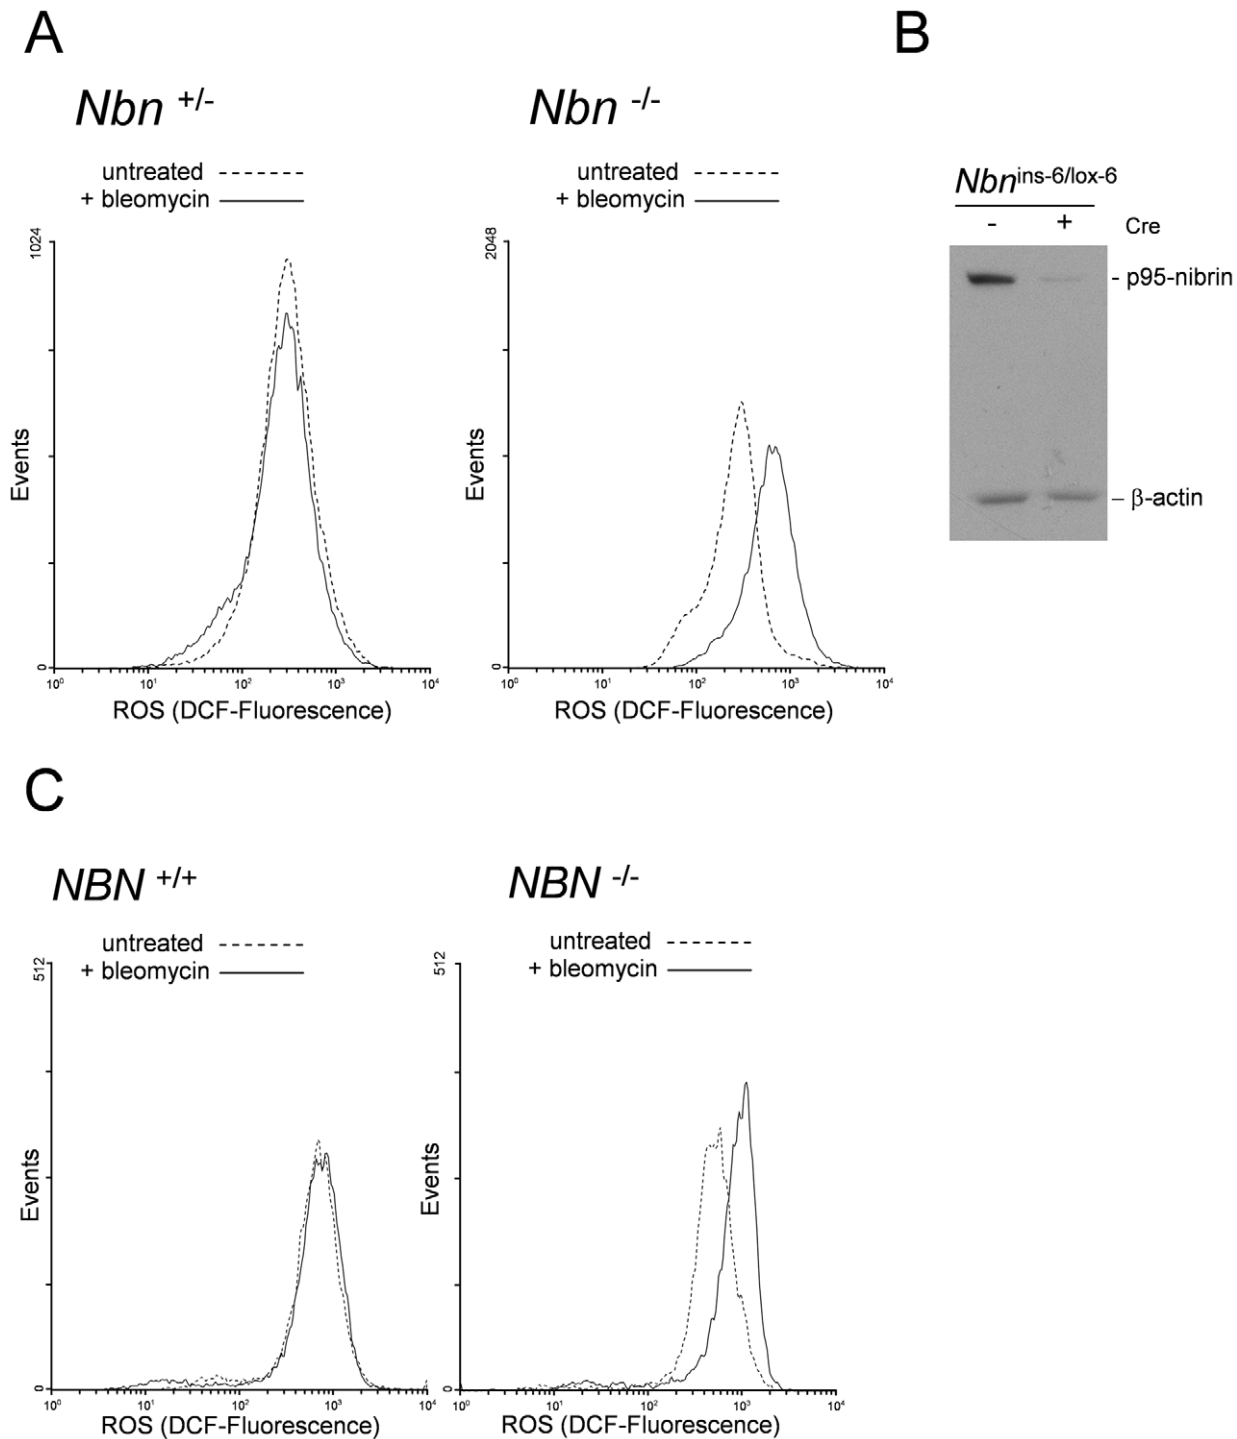 A
B
Nbn +/-
Nbn -/-
untreated
+ bleomycin
untreated
+ bleomycin
Nbn ins-6/lox-6
- + Cre
- p95-nibrin
– β-actin
1024
Events
0
10⁰ 10¹ 10² 10³ 10⁴
ROS (DCF-Fluorescence)
2048
Events
0
10⁰ 10¹ 10² 10³ 10⁴
ROS (DCF-Fluorescence)
C
NBN +/+
NBN -/-
untreated
+ bleomycin
untreated
+ bleomycin
512
Events
0
10⁰ 10¹ 10² 10³ 10⁴
ROS (DCF-Fluorescence)
512
Events
0
10⁰ 10¹ 10² 10³ 10⁴
ROS (DCF-Fluorescence)